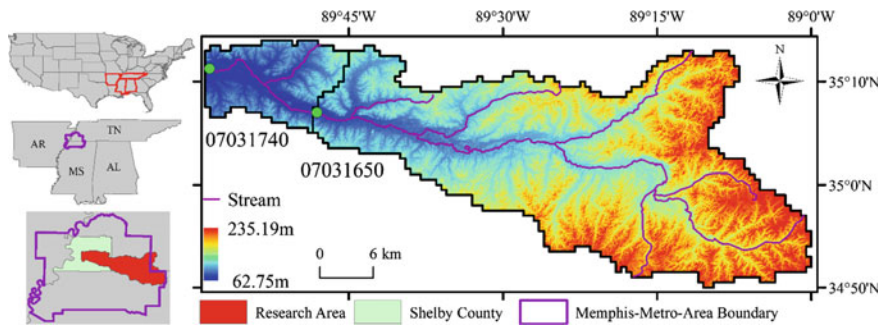 89°45'W 89°30'W 89°15'W 89°0'W
N
35°10'
35°0'N
34°50'
AR
TN
MS
AL
07031740
07031650
Stream
235.19m
62.75m
0 6 km
Research Area Shelby County Memphis-Metro-Area Boundary